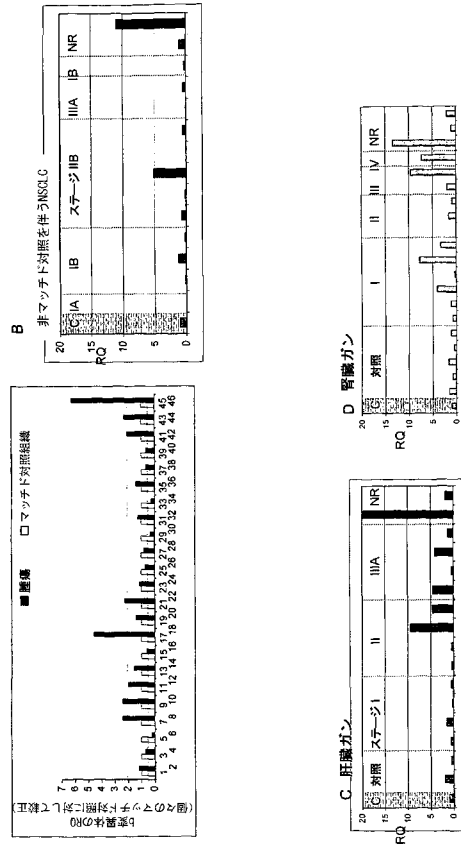 ■腫瘍 □マッチド対照組織
b変異体のRQ
(個々のマッチド対照に対して較正)
7
6
5
4
3
2
1
0
1 3 5 7 9 11 13 15 17 19 21 23 25 27 29 31 33 35 37 39 41 43 45
2 4 6 8 10 12 14 16 18 20 22 24 26 28 30 32 34 36 38 40 42 44 46
B
非マッチド対照を伴うNSCLC
RQ
20
15
10
5
0
C IA IB ステージ IIB IIIA IB NR
C 肝臓ガン
RQ
20
15
10
5
0
C 対照 ステージ I II IIIA NR
D 腎臓ガン
RQ
20
15
10
5
0
対照 I II III IV NR